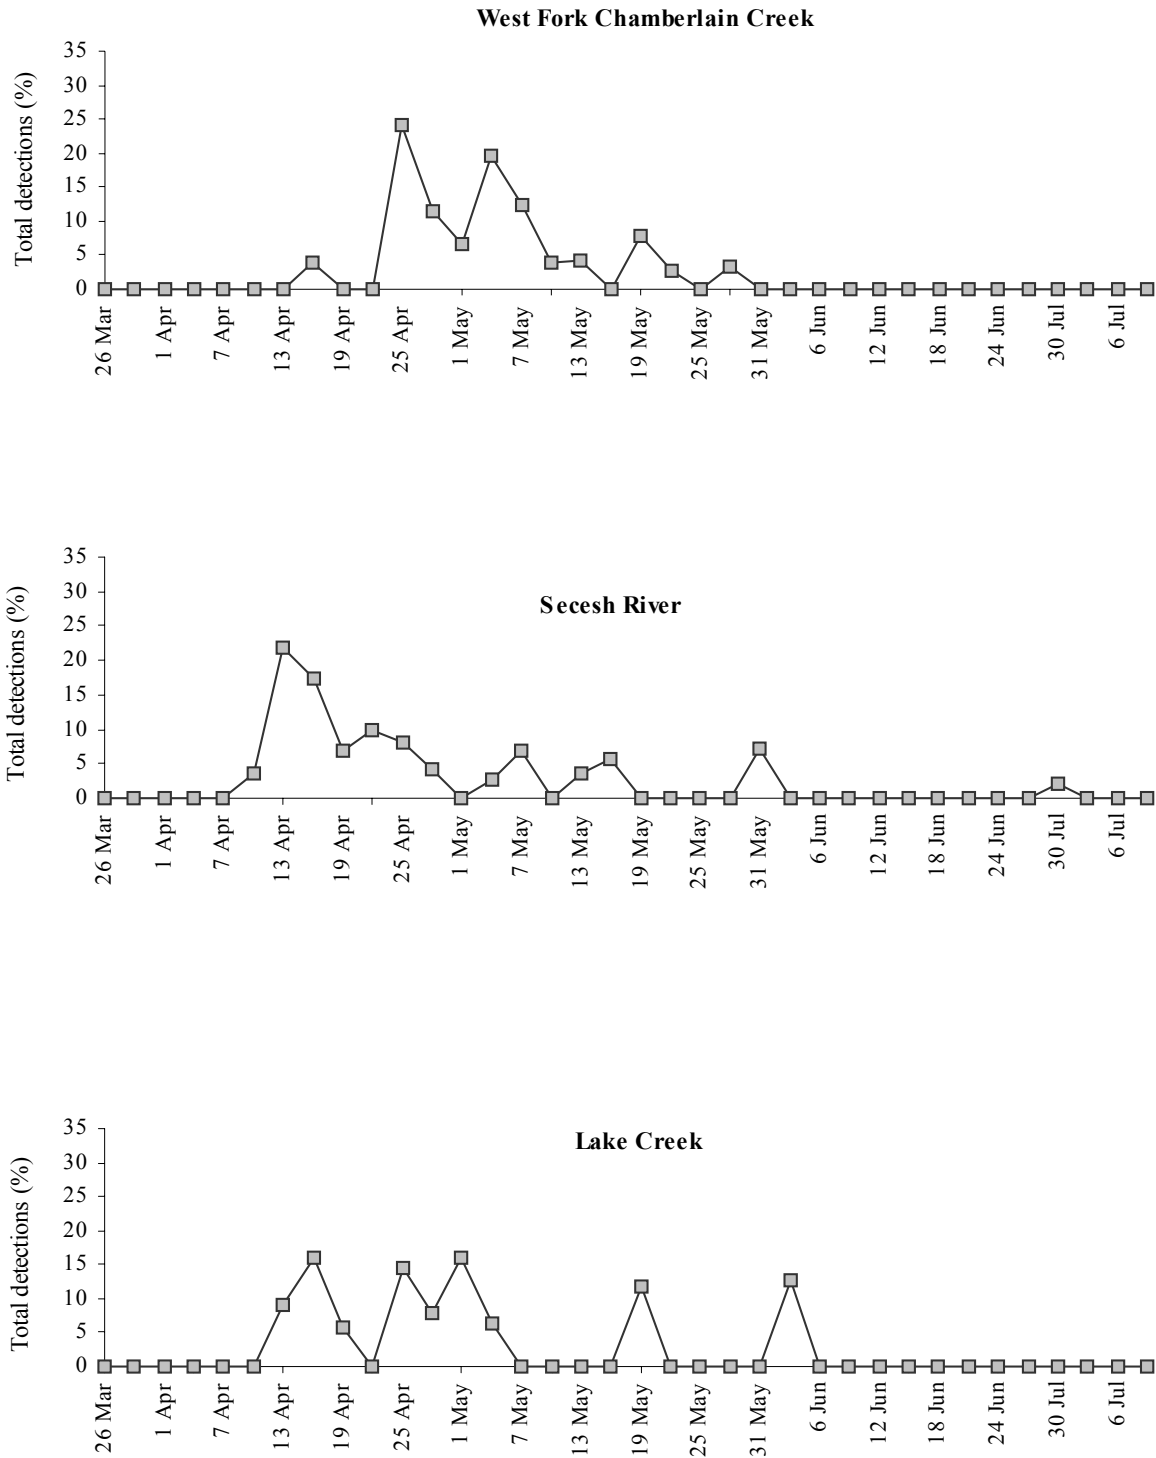 West Fork Chamberlain Creek
Total detections (%)
35
30
25
20
15
10
5
0
26 Mar
1 Apr
7 Apr
13 Apr
19 Apr
25 Apr
1 May
7 May
13 May
19 May
25 May
31 May
6 Jun
12 Jun
18 Jun
24 Jun
30 Jul
6 Jul
Secesh River
Total detections (%)
35
30
25
20
15
10
5
0
26 Mar
1 Apr
7 Apr
13 Apr
19 Apr
25 Apr
1 May
7 May
13 May
19 May
25 May
31 May
6 Jun
12 Jun
18 Jun
24 Jun
30 Jul
6 Jul
Lake Creek
Total detections (%)
35
30
25
20
15
10
5
0
26 Mar
1 Apr
7 Apr
13 Apr
19 Apr
25 Apr
1 May
7 May
13 May
19 May
25 May
31 May
6 Jun
12 Jun
18 Jun
24 Jun
30 Jul
6 Jul